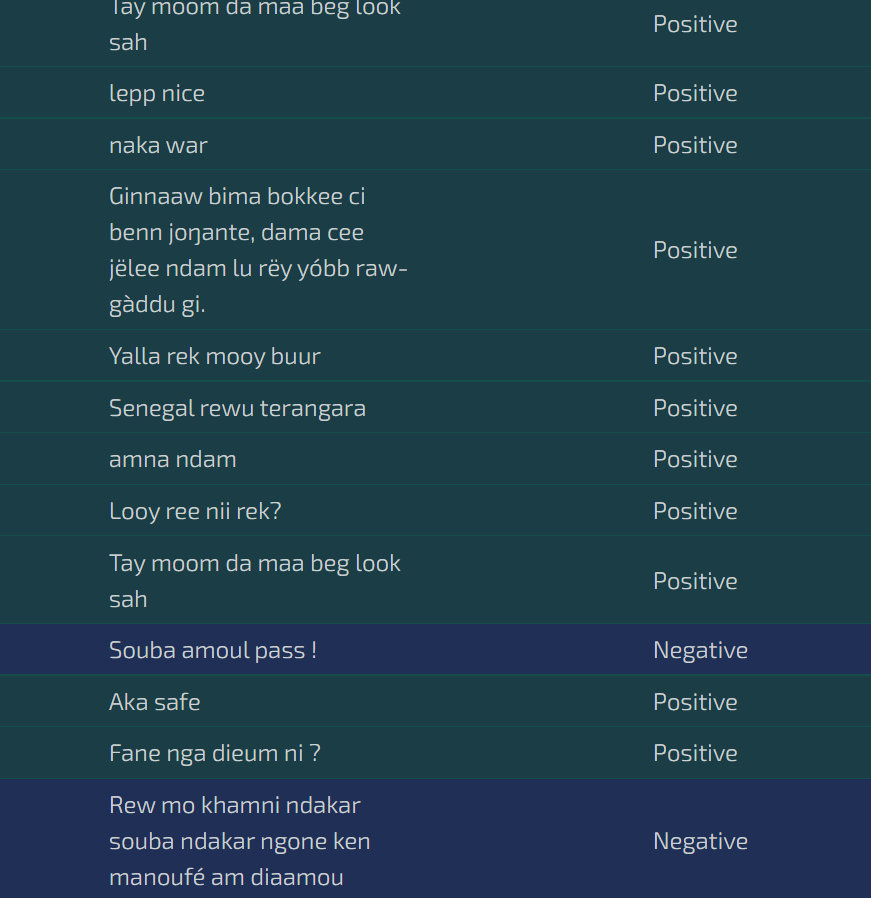 Tay moom da maa beg look
sah
Positive
lepp nice
Positive
naka war
Positive
Ginnaaw bima bokkee ci
benn joŋante, dama cee
jëlee ndam lu rëy yóbb raw-
gàddu gi.
Positive
Yalla rek mooy buur
Positive
Senegal rewu terangara
Positive
amna ndam
Positive
Looy ree nii rek?
Positive
Tay moom da maa beg look
sah
Positive
Souba amoul pass !
Negative
Aka safe
Positive
Fane nga dieum ni ?
Positive
Rew mo khamni ndakar
souba ndakar ngone ken
manoufé am diaamou
Negative